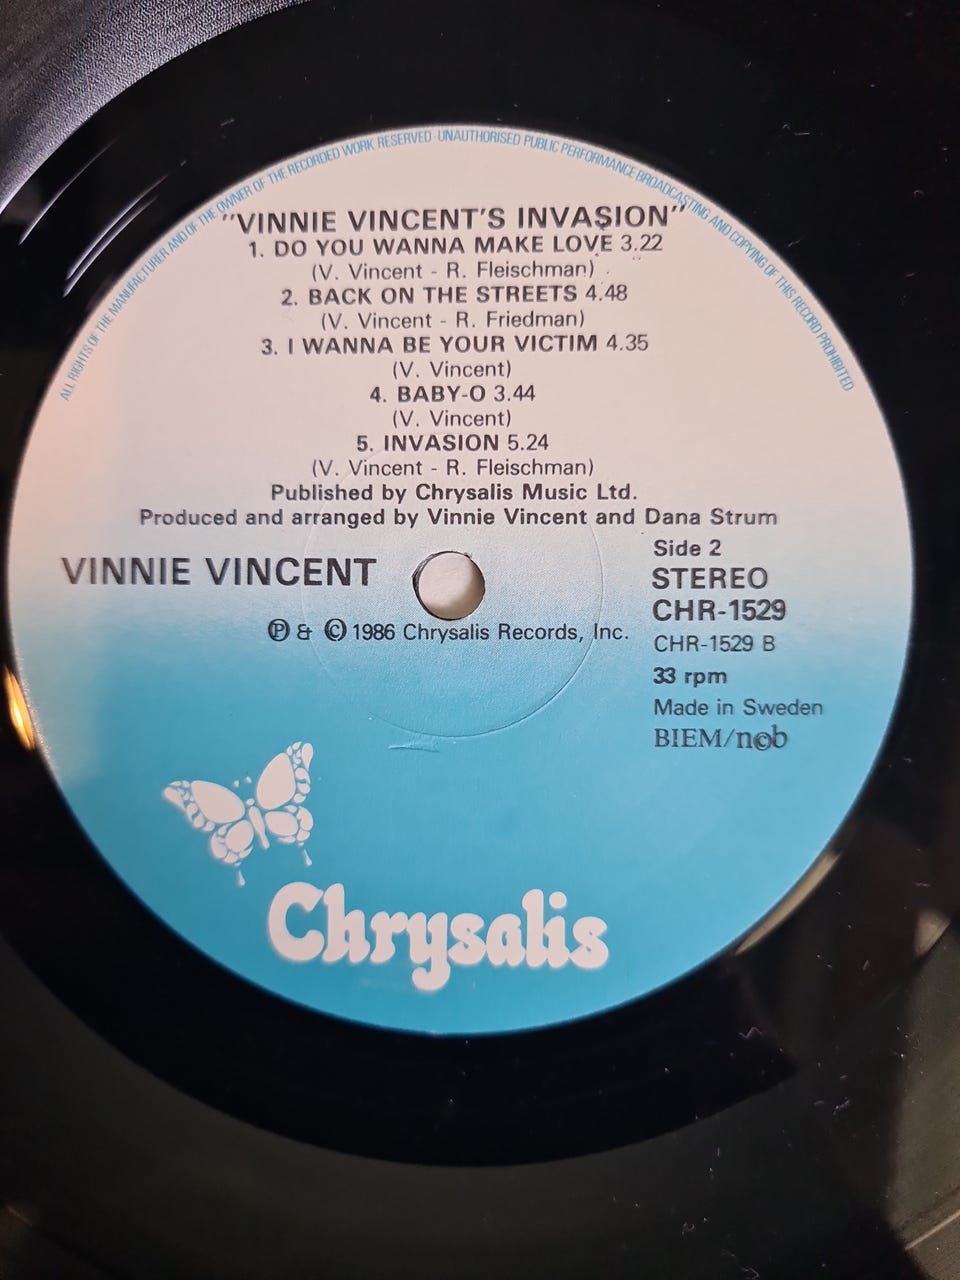 ALL RIGHTS OF THE MANUFACTURER AND OF THE OWNER OF THE RECORDED WORK RESERVED · UNAUTHORISED PUBLIC PERFORMANCE BROADCASTING AND COPYING OF THIS RECORD PROHIBITED
"VINNIE VINCENT'S INVASION"
1. DO YOU WANNA MAKE LOVE 3.22
(V. Vincent - R. Fleischman)
2. BACK ON THE STREETS 4.48
(V. Vincent - R. Friedman)
3. I WANNA BE YOUR VICTIM 4.35
(V. Vincent)
4. BABY-O 3.44
(V. Vincent)
5. INVASION 5.24
(V. Vincent - R. Fleischman)
Published by Chrysalis Music Ltd.
Produced and arranged by Vinnie Vincent and Dana Strum
VINNIE VINCENT
℗ & © 1986 Chrysalis Records, Inc.
Side 2
STEREO
CHR-1529
CHR-1529 B
33 rpm
Made in Sweden
BIEM/n©b
Chrysalis